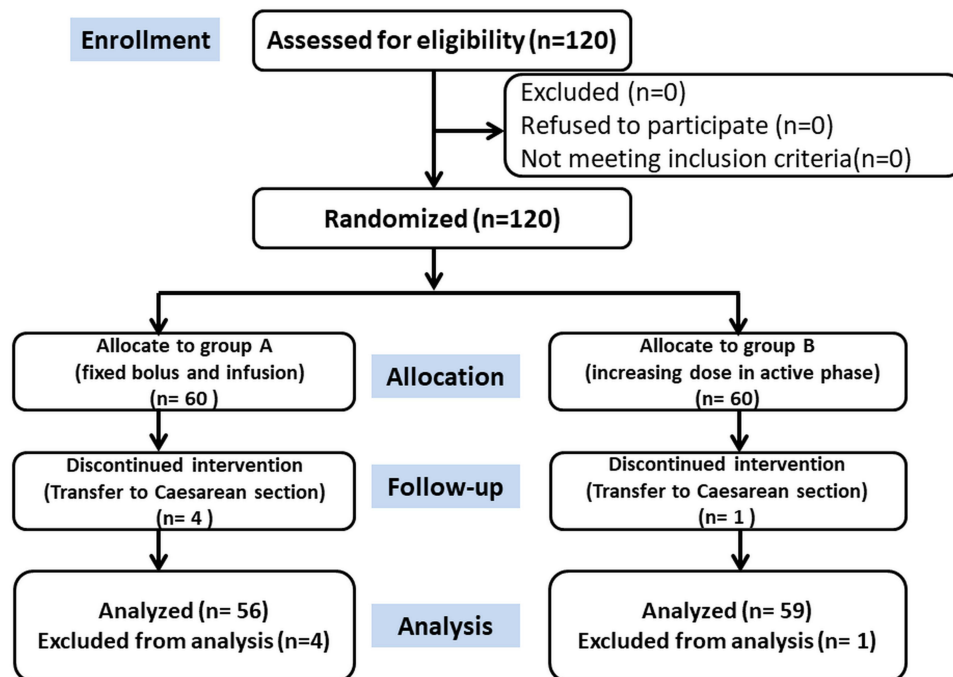 Enrollment
Assessed for eligibility (n=120)
Excluded (n=0)
Refused to participate (n=0)
Not meeting inclusion criteria(n=0)
Randomized (n=120)
Allocate to group A
(fixed bolus and infusion)
(n= 60 )
Allocation
Allocate to group B
(increasing dose in active phase)
(n= 60)
Discontinued intervention
(Transfer to Caesarean section)
(n= 4 )
Follow-up
Discontinued intervention
(Transfer to Caesarean section)
(n= 1 )
Analyzed (n= 56)
Excluded from analysis (n=4)
Analysis
Analyzed (n= 59)
Excluded from analysis (n= 1)